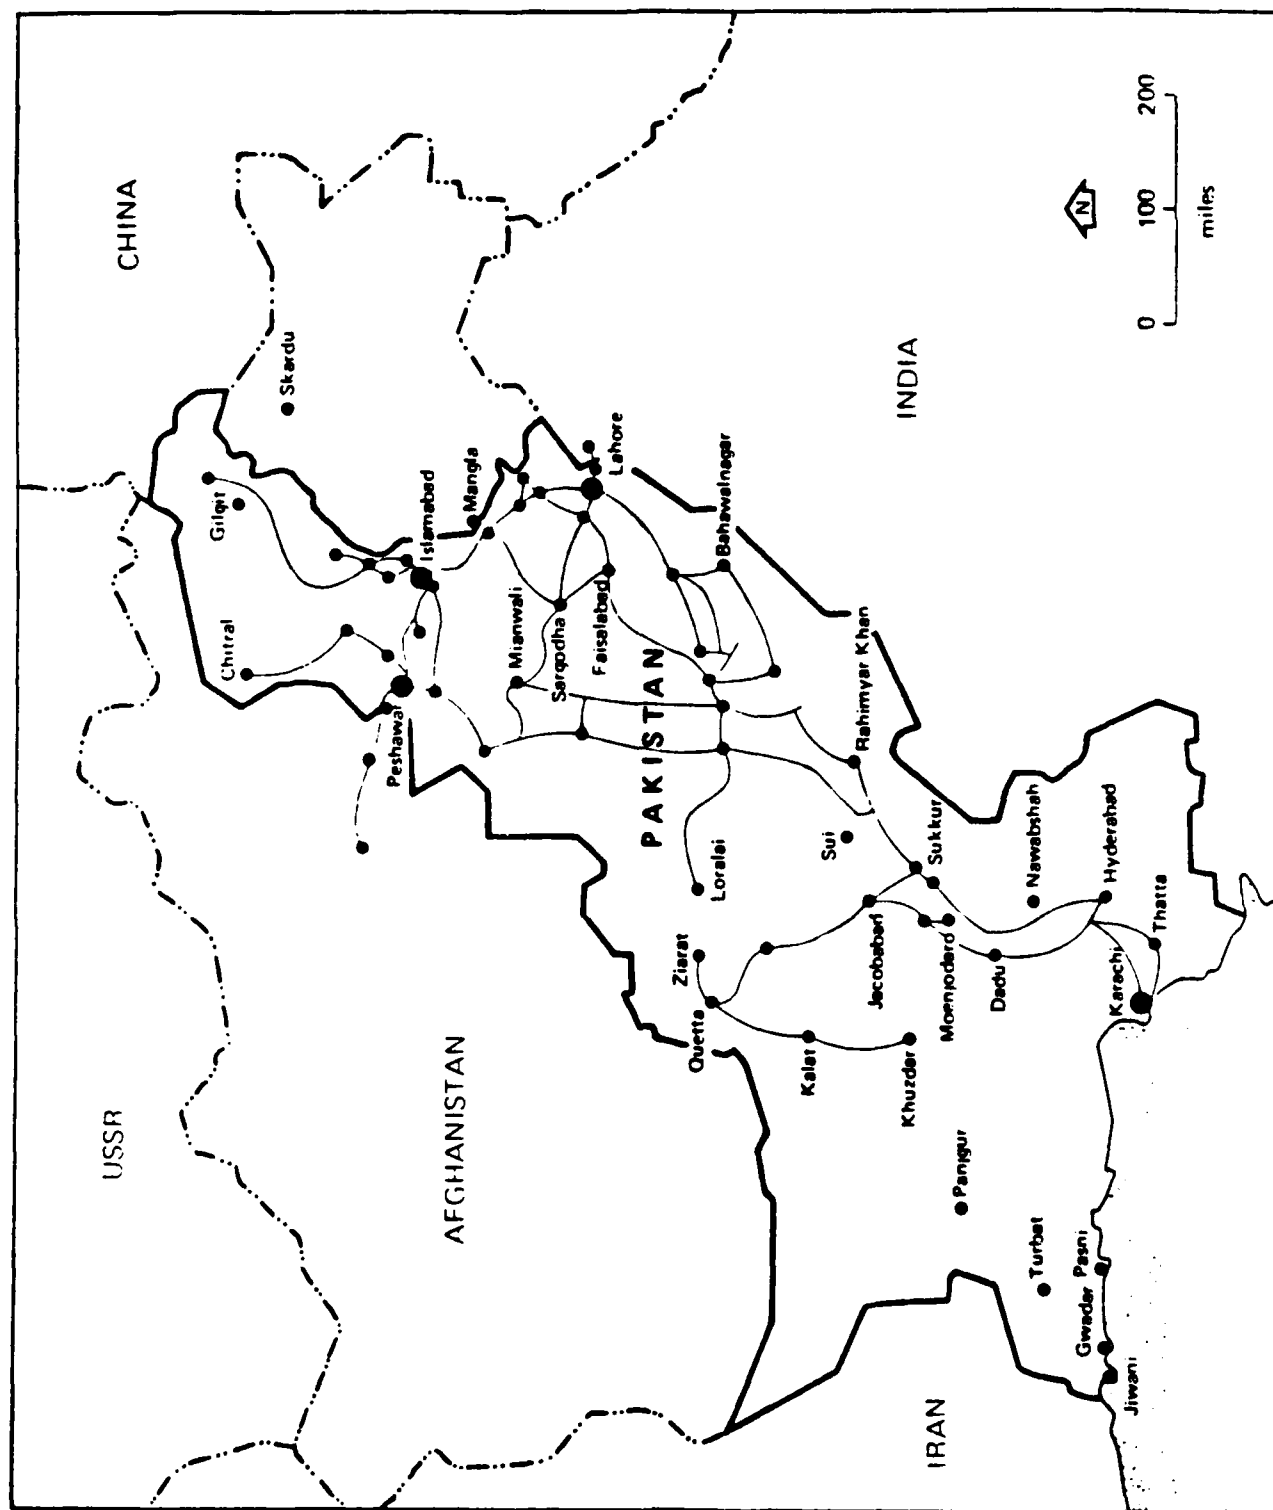 CHINA
USSR
Skardu
Gilgit
Chitral
Islamabad
Mangla
Peshawar
Mianwali
Sargodha
Faisalabad
Lahore
AFGHANISTAN
PAKISTAN
Bahawalnagar
INDIA
Loralai
Ziarat
Quetta
Rahimyar Khan
Sui
Kalat
Jacobabad
Sukkur
Khuzdar
Moenjodaro
Panjgur
Dadu
Nawabshah
Turbat
Hyderabad
Karachi
Thatta
Pasni
Gwadar
Jiwani
IRAN
N
0 100 200
miles